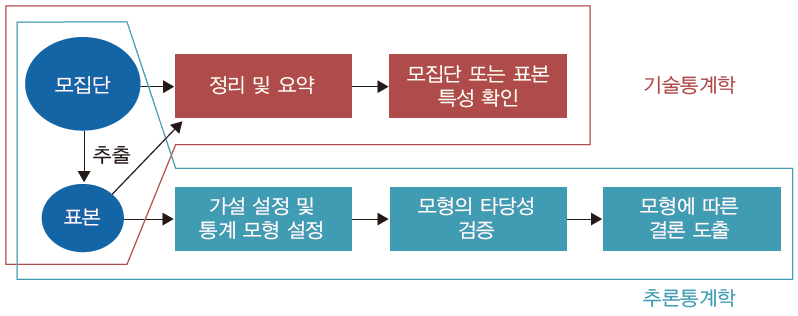 모집단
정리 및 요약
모집단 또는 표본
특성 확인
기술통계학
추출
표본
가설 설정 및
통계 모형 설정
모형의 타당성
검증
모형에 따른
결론 도출
추론통계학